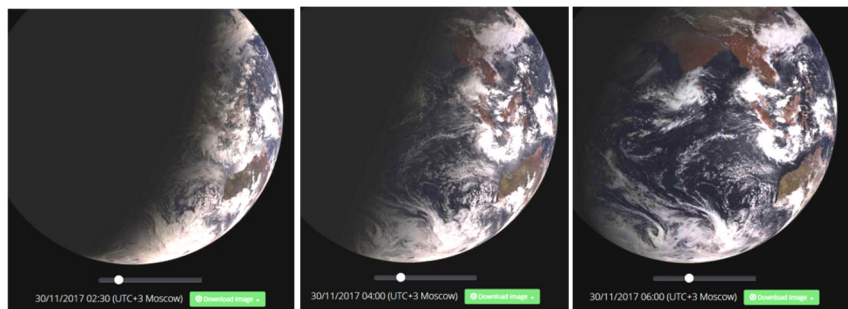 30/11/2017 02:30 (UTC+3 Moscow) Download image
30/11/2017 04:00 (UTC+3 Moscow) Download image
30/11/2017 06:00 (UTC+3 Moscow) Download image